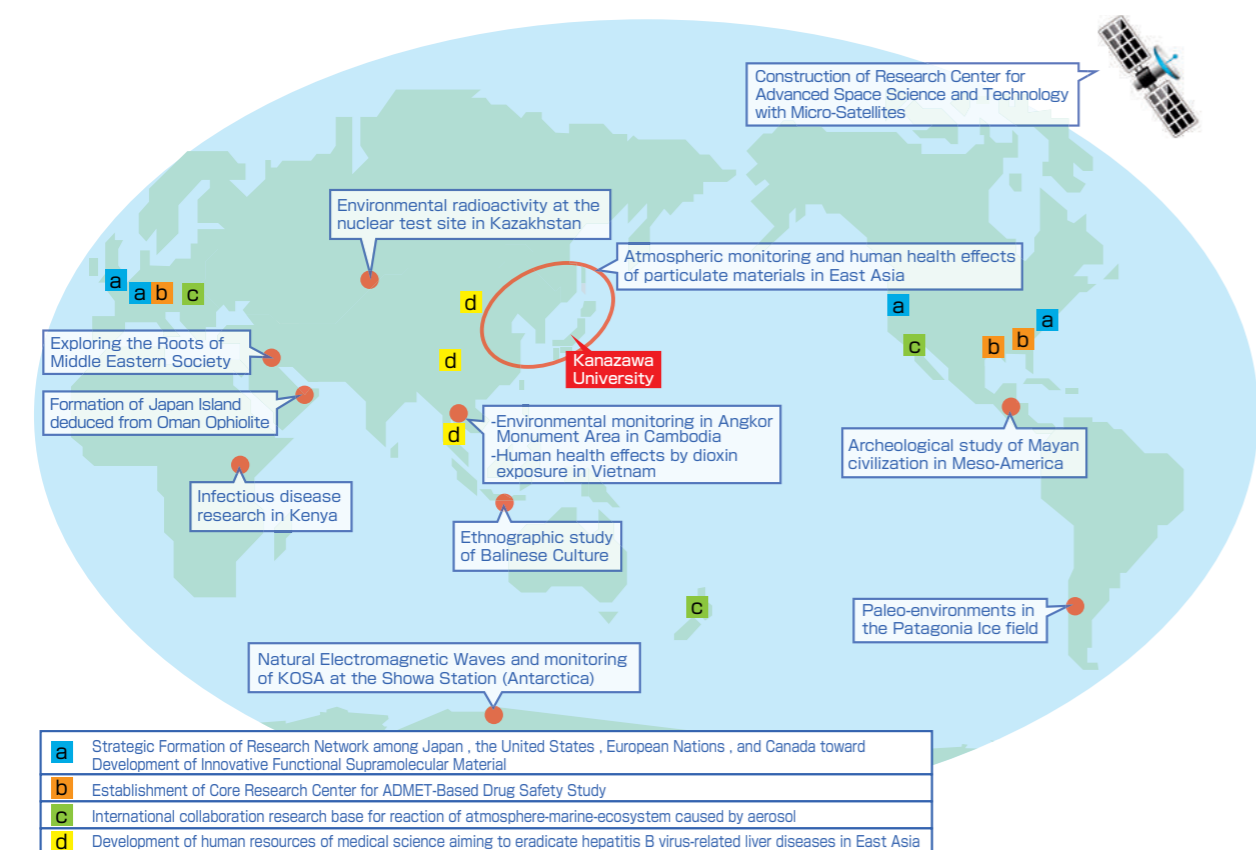 Construction of Research Center for
Advanced Space Science and Technology
with Micro-Satellites
Environmental radioactivity at the
nuclear test site in Kazakhstan
Atmospheric monitoring and human health effects
of particulate materials in East Asia
a
a
b
c
d
a
a
b
b
c
Exploring the Roots of
Middle Eastern Society
d
Kanazawa
University
Formation of Japan Island
deduced from Oman Ophiolite
d
-Environmental monitoring in Angkor
Monument Area in Cambodia
-Human health effects by dioxin
exposure in Vietnam
Archeological study of Mayan
civilization in Meso-America
Infectious disease
research in Kenya
Ethnographic study
of Balinese Culture
c
Paleo-environments in
the Patagonia Ice field
Natural Electromagnetic Waves and monitoring
of KOSA at the Showa Station (Antarctica)
a Strategic Formation of Research Network among Japan , the United States , European Nations , and Canada toward
Development of Innovative Functional Supramolecular Material
b Establishment of Core Research Center for ADMET-Based Drug Safety Study
c International collaboration research base for reaction of atmosphere-marine-ecosystem caused by aerosol
d Development of human resources of medical science aiming to eradicate hepatitis B virus-related liver diseases in East Asia